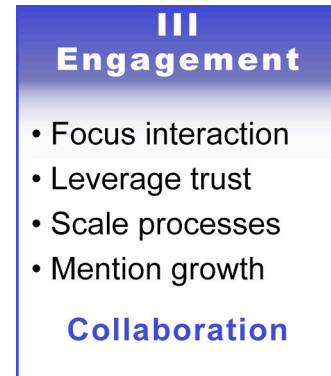 III
Engagement
• Focus interaction
• Leverage trust
• Scale processes
• Mention growth
Collaboration